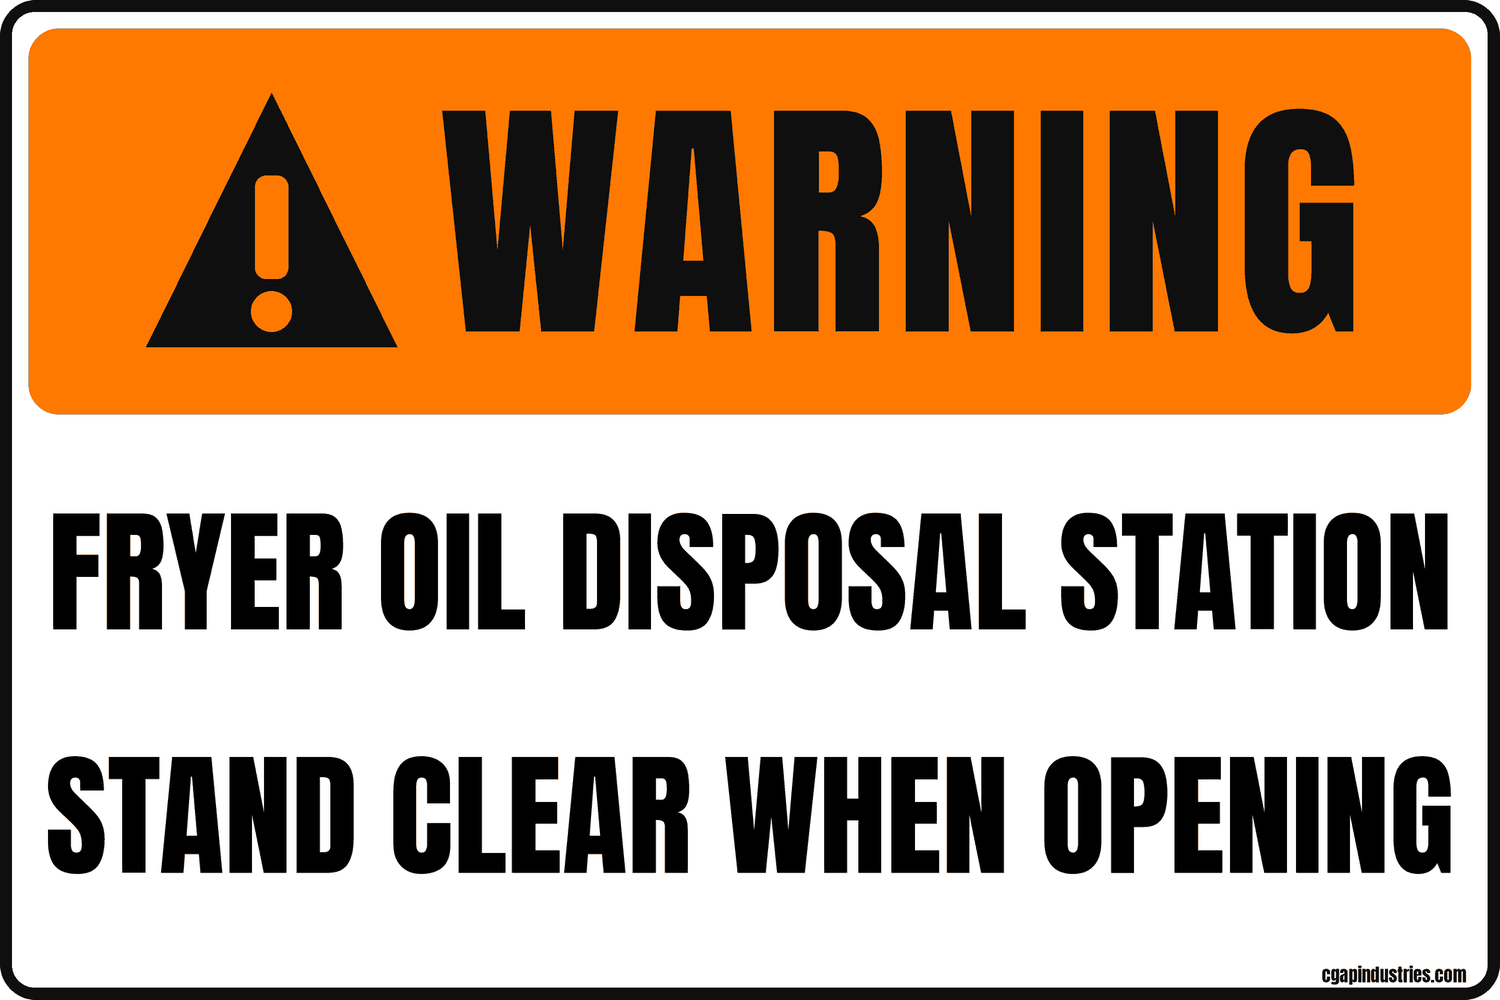 WARNING
FRYER OIL DISPOSAL STATION
STAND CLEAR WHEN OPENING
cgapindustries.com